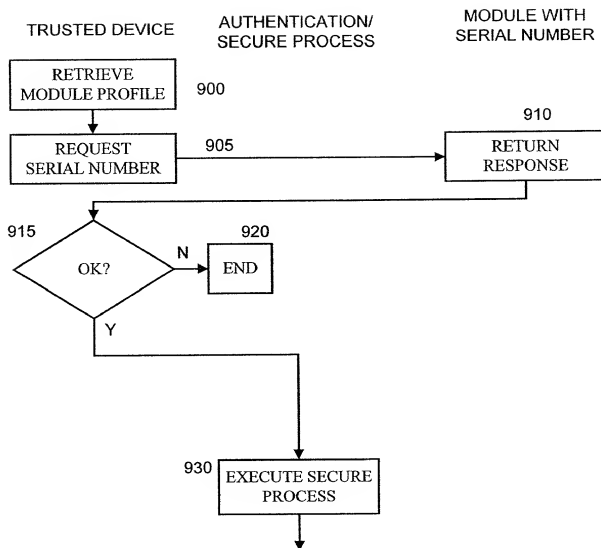 TRUSTED DEVICE
AUTHENTICATION/
SECURE PROCESS
MODULE WITH
SERIAL NUMBER
RETRIEVE
MODULE PROFILE
900
REQUEST
SERIAL NUMBER
905
910
RETURN
RESPONSE
915
OK?
N
920
END
Y
930
EXECUTE SECURE
PROCESS